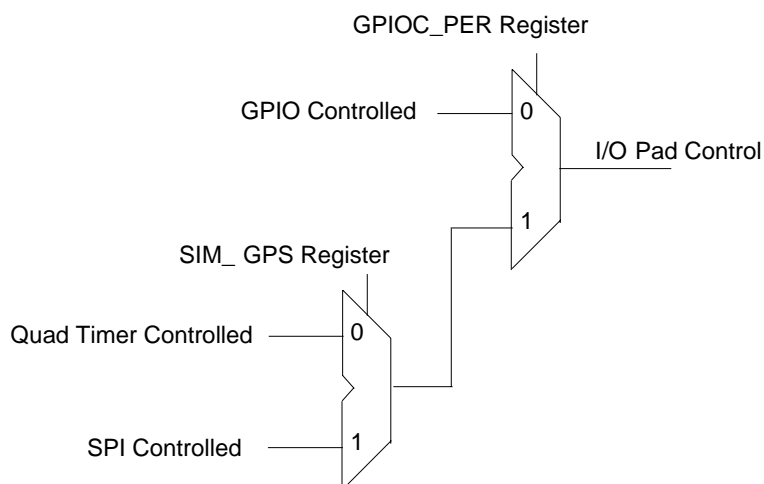 GPIOC_PER Register
GPIO Controlled
0
I/O Pad Control
1
SIM_ GPS Register
Quad Timer Controlled
0
SPI Controlled
1